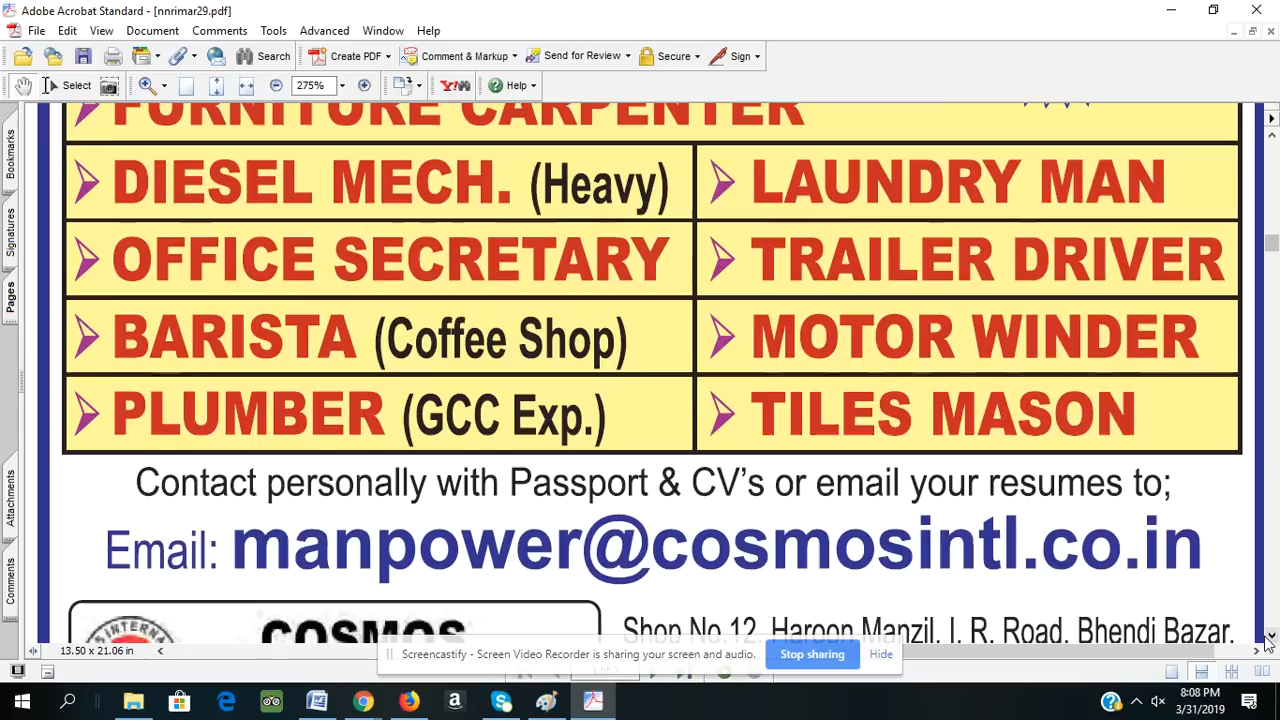 Adobe Acrobat Standard - [nnrimar29.pdf]
File Edit View Document Comments Tools Advanced Window Help
Search Create PDF Comment & Markup Send for Review Secure Sign
Select 275% Y! Help
Bookmarks
Signatures
Pages
Attachments
Comments
FURNITURE CARPENTER
DIESEL MECH. (Heavy) LAUNDRY MAN
OFFICE SECRETARY TRAILER DRIVER
BARISTA (Coffee Shop) MOTOR WINDER
PLUMBER (GCC Exp.) TILES MASON
Contact personally with Passport & CV's or email your resumes to;
Email: manpower@cosmosintl.co.in
COSMOS
Shop No.12, Haroon Manzil, I. R. Road, Bhendi Bazar,
13.50 x 21.06 in
Screencastify - Screen Video Recorder is sharing your screen and audio. Stop sharing Hide
8:08 PM
3/31/2019